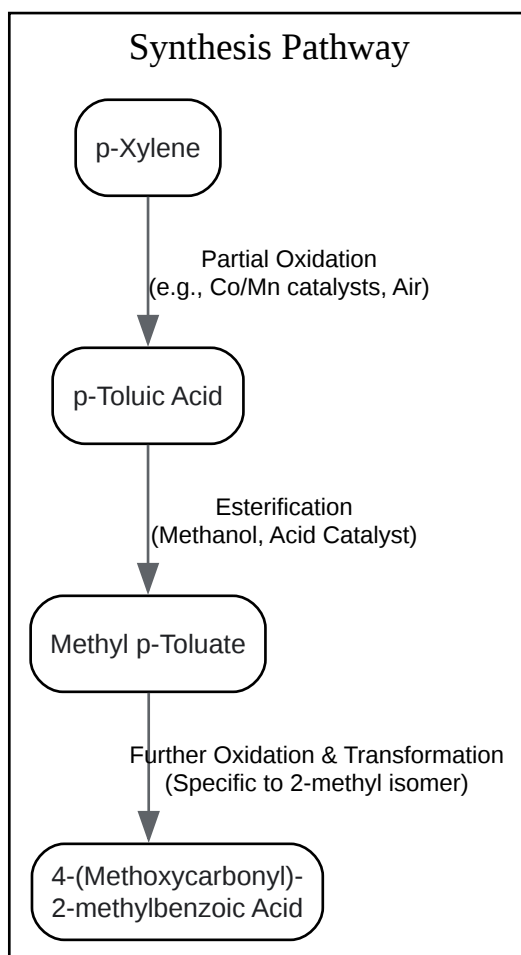 Synthesis Pathway
p-Xylene
Partial Oxidation
(e.g., Co/Mn catalysts, Air)
p-Toluic Acid
Esterification
(Methanol, Acid Catalyst)
Methyl p-Toluate
Further Oxidation & Transformation
(Specific to 2-methyl isomer)
4-(Methoxycarbonyl)-
2-methylbenzoic Acid